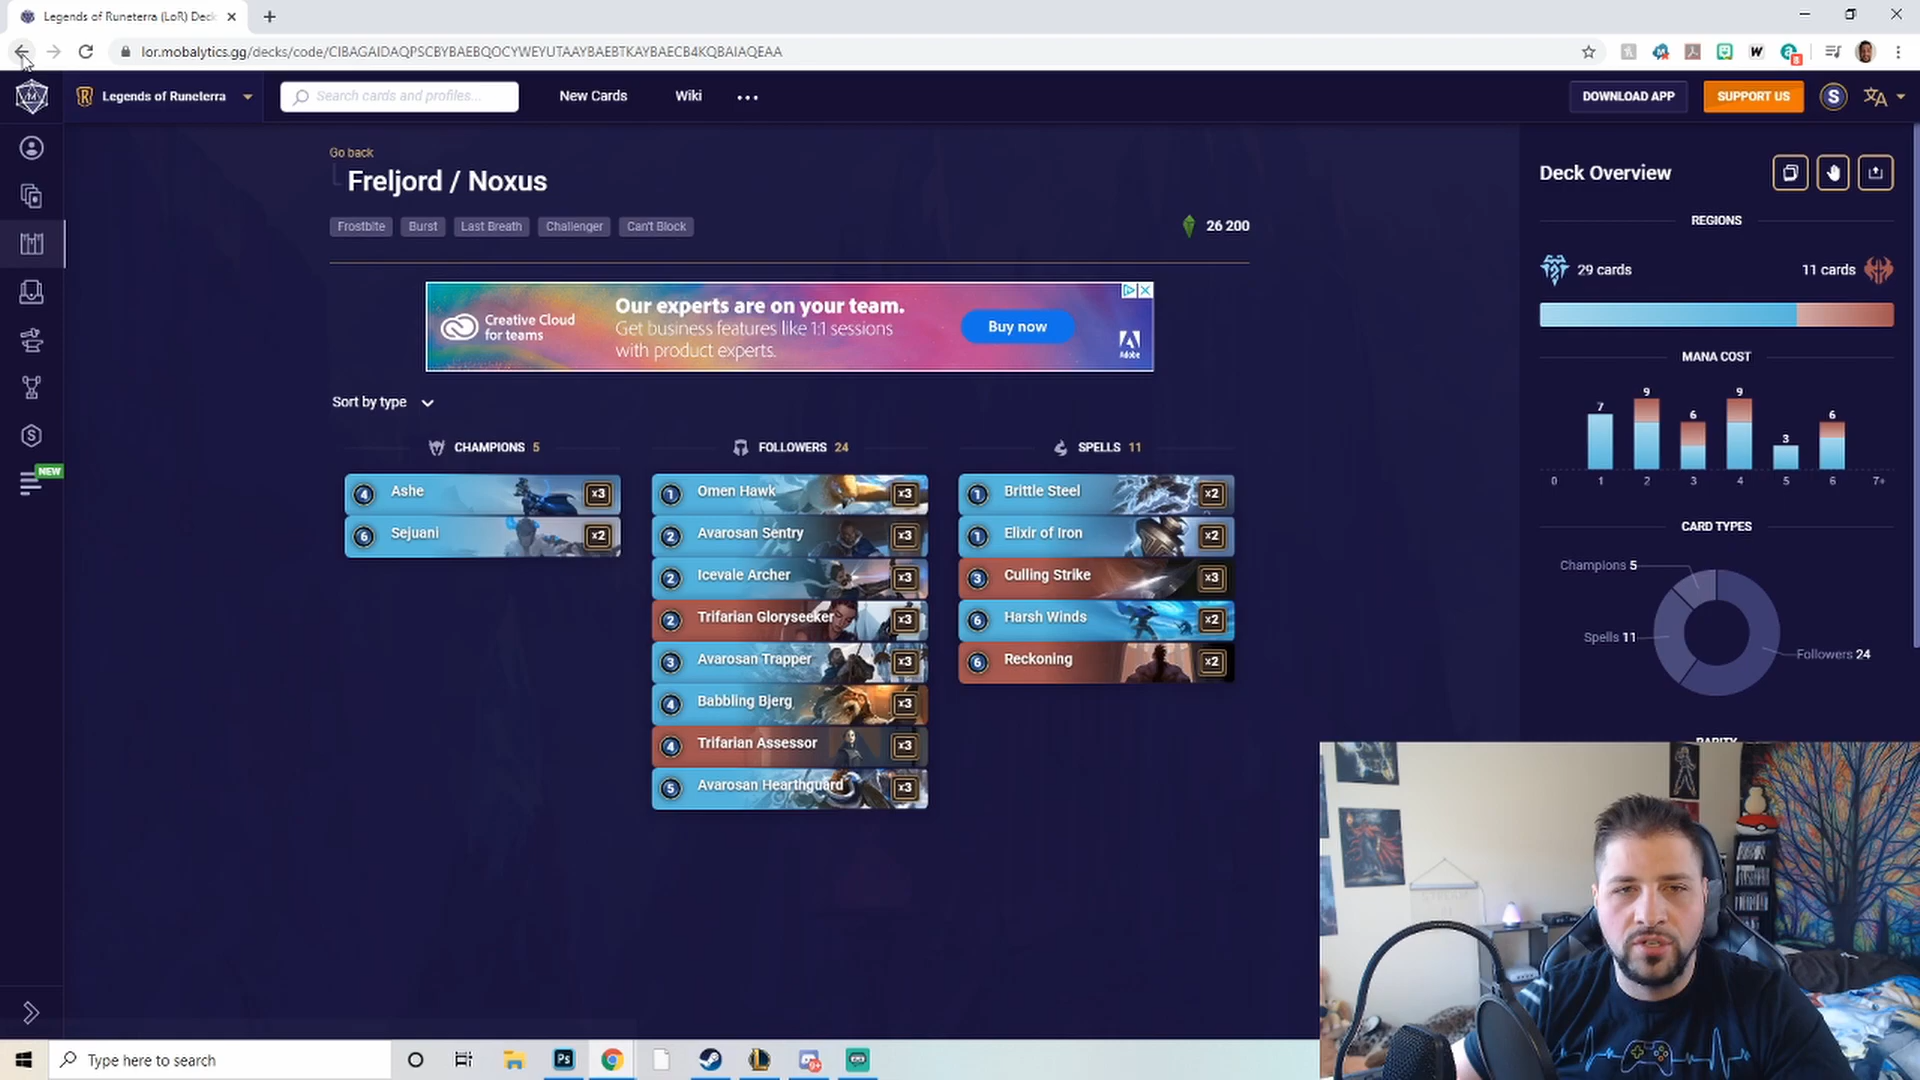 Legends of Runeterra (LoR) Deck
lor.mobalytics.gg/decks/code/CIBAGAIDAQPSCBYBAEBQOCYWEYUTAAYBAEBTKAYBAECB4KQBAIAQEAA
Legends of Runeterra
Search cards and profiles...
New Cards
Wiki
DOWNLOAD APP
SUPPORT US
S
Go back
Freljord / Noxus
Frostbite
Burst
Last Breath
Challenger
Can't Block
26 200
Creative Cloud
for teams
Our experts are on your team.
Get business features like 1:1 sessions
with product experts.
Buy now
Adobe
Sort by type
CHAMPIONS 5
4 Ashe x3
6 Sejuani x2
FOLLOWERS 24
1 Omen Hawk x3
2 Avarosan Sentry x3
2 Icevale Archer x3
2 Trifarian Gloryseeker x3
3 Avarosan Trapper x3
4 Babbling Bjerg x3
4 Trifarian Assessor x3
5 Avarosan Hearthguard x3
SPELLS 11
1 Brittle Steel x2
1 Elixir of Iron x2
3 Culling Strike x3
6 Harsh Winds x2
6 Reckoning x2
Deck Overview
REGIONS
29 cards
11 cards
MANA COST
7 9 6 9 3 6
0 1 2 3 4 5 6 7+
CARD TYPES
Champions 5
Spells 11
Followers 24
RARITY
NEW
Type here to search
Ps